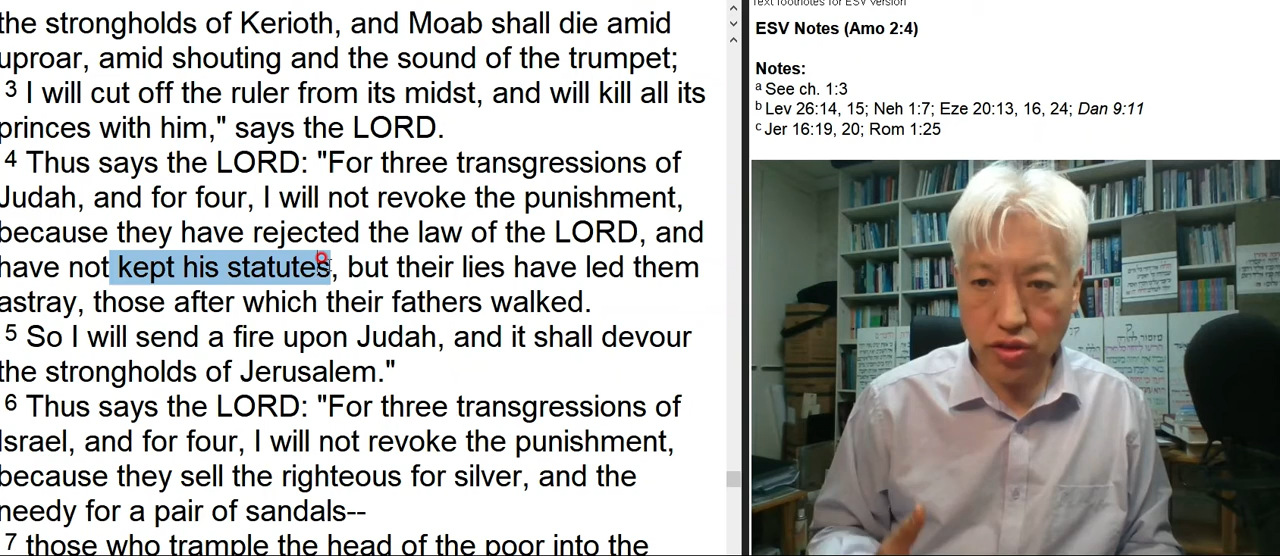 the strongholds of Kerioth, and Moab shall die amid
uproar, amid shouting and the sound of the trumpet;
3 I will cut off the ruler from its midst, and will kill all its
princes with him," says the LORD.
4 Thus says the LORD: "For three transgressions of
Judah, and for four, I will not revoke the punishment,
because they have rejected the law of the LORD, and
have not kept his statutes, but their lies have led them
astray, those after which their fathers walked.
5 So I will send a fire upon Judah, and it shall devour
the strongholds of Jerusalem."
6 Thus says the LORD: "For three transgressions of
Israel, and for four, I will not revoke the punishment,
because they sell the righteous for silver, and the
needy for a pair of sandals--
7 those who trample the head of the poor into the
Text footnotes for ESV version
ESV Notes (Amo 2:4)
Notes:
a See ch. 1:3
b Lev 26:14, 15; Neh 1:7; Eze 20:13, 16, 24; Dan 9:11
c Jer 16:19, 20; Rom 1:25